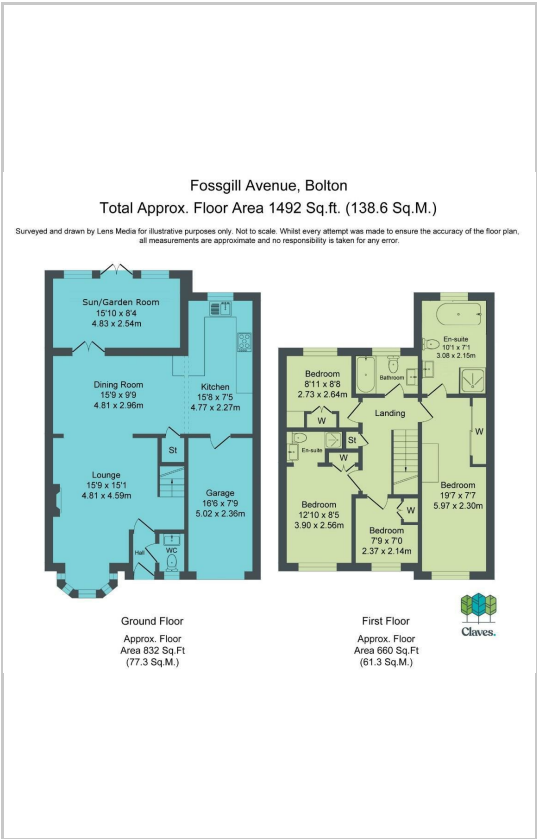 Fossgill Avenue, Bolton
Total Approx. Floor Area 1492 Sq.ft. (138.6 Sq.M.)
Surveyed and drawn by Lens Media for illustrative purposes only. Not to scale. Whilst every attempt was made to ensure the accuracy of the floor plan,
all measurements are approximate and no responsibility is taken for any error.
Sun/Garden Room
15'10 x 8'4
4.83 x 2.54m
Dining Room
15'9 x 9'9
4.81 x 2.96m
Kitchen
15'8 x 7'5
4.77 x 2.27m
St
Lounge
15'9 x 15'1
4.81 x 4.59m
Garage
16'6 x 7'9
5.02 x 2.36m
Hall
WC
Ground Floor
Approx. Floor
Area 832 Sq.Ft
(77.3 Sq.M.)
En-suite
10'1 x 7'1
3.08 x 2.15m
Bedroom
8'11 x 8'8
2.73 x 2.64m
Bathroom
W
Landing
W
En-suite
St
W
Bedroom
12'10 x 8'5
3.90 x 2.56m
Bedroom
19'7 x 7'7
5.97 x 2.30m
W
Bedroom
7'9 x 7'0
2.37 x 2.14m
First Floor
Approx. Floor
Area 660 Sq.Ft
(61.3 Sq.M.)
Claves.